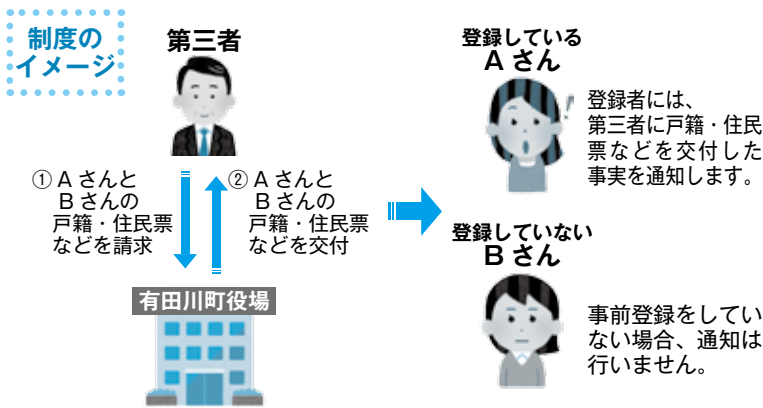 制度の
イメージ
第三者
① A さんと
B さんの
戸籍・住民票
などを請求
② A さんと
B さんの
戸籍・住民票
などを交付
有田川町役場
登録している
A さん
登録者には、
第三者に戸籍・住民
票などを交付した
事実を通知します。
登録していない
B さん
事前登録をしてい
ない場合、通知は
行いません。